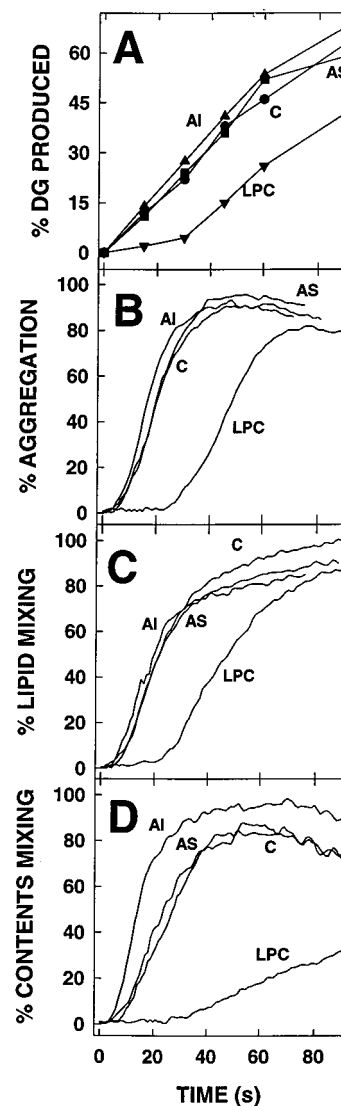 A
% DG PRODUCED
60
45
30
15
0
AI
AS
C
LPC
B
% AGGREGATION
100
80
60
40
20
0
AI
AS
C
LPC
C
% LIPID MIXING
100
80
60
40
20
0
C
AI
AS
LPC
D
% CONTENTS MIXING
100
80
60
40
20
0
AI
AS
C
LPC
0 20 40 60 80
TIME (s)